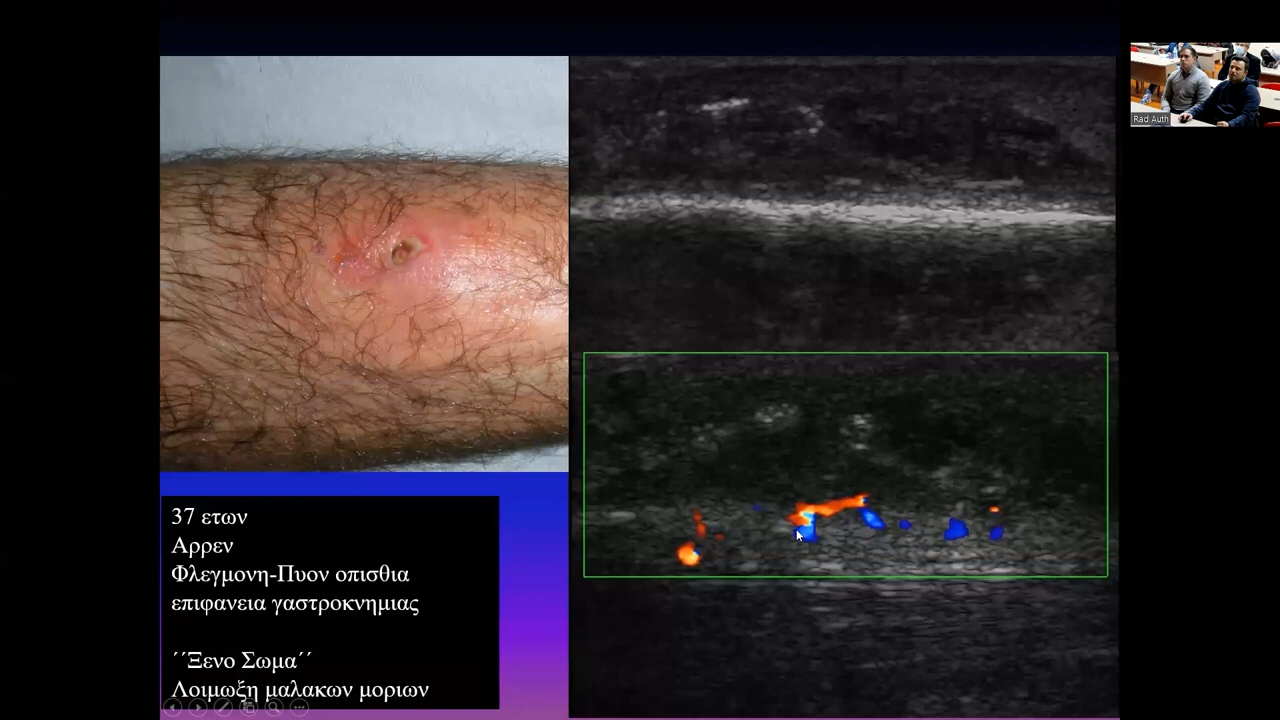 37 ετων
Αρρεν
Φλεγμονη-Πυον οπισθια
επιφανεια γαστροκνημιας
´´Ξενο Σωμα´´
Λοιμωξη μαλακων μοριων
Rad Auth